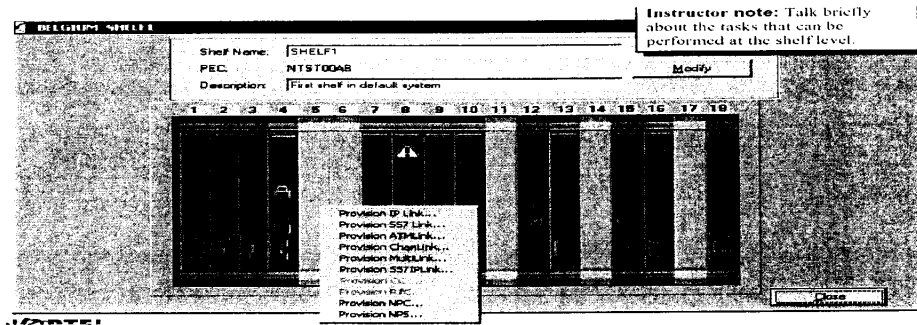 Instructor note: Talk briefly
about the tasks that can be
performed at the shelf level.
BELGIUM SHELF1
Shelf Name: SHELF1
PEC: NTST00AB
Modify
Description: First shelf in default system
1 2 3 4 5 6 7 8 9 10 11 12 13 14 15 16 17 18
Provision IP Link...
Provision SS7 Link...
Provision ATMLink...
Provision ChanLink...
Provision MultiLink...
Provision SS7IPLink...
Provision
Provision
Provision NPC...
Provision NPS...
Close